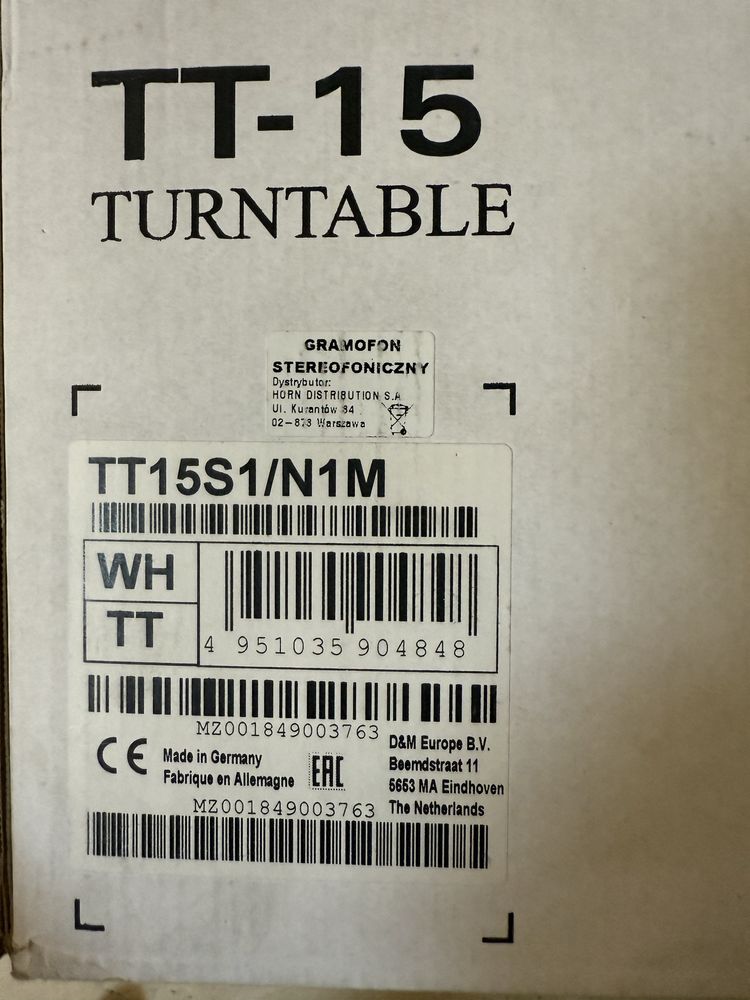 TT-15
TURNTABLE
GRAMOFON
STEREOFONICZNY
Dystrybutor:
HORN DISTRIBUTION S.A
Ul. Kurantów 34
02-873 Warszawa
TT15S1/N1M
WH
TT
4 951035 904848
MZ001849003763
CE
Made in Germany
Fabrique en Allemagne
EAC
D&M Europe B.V.
Beemdstraat 11
5653 MA Eindhoven
The Netherlands
MZ001849003763